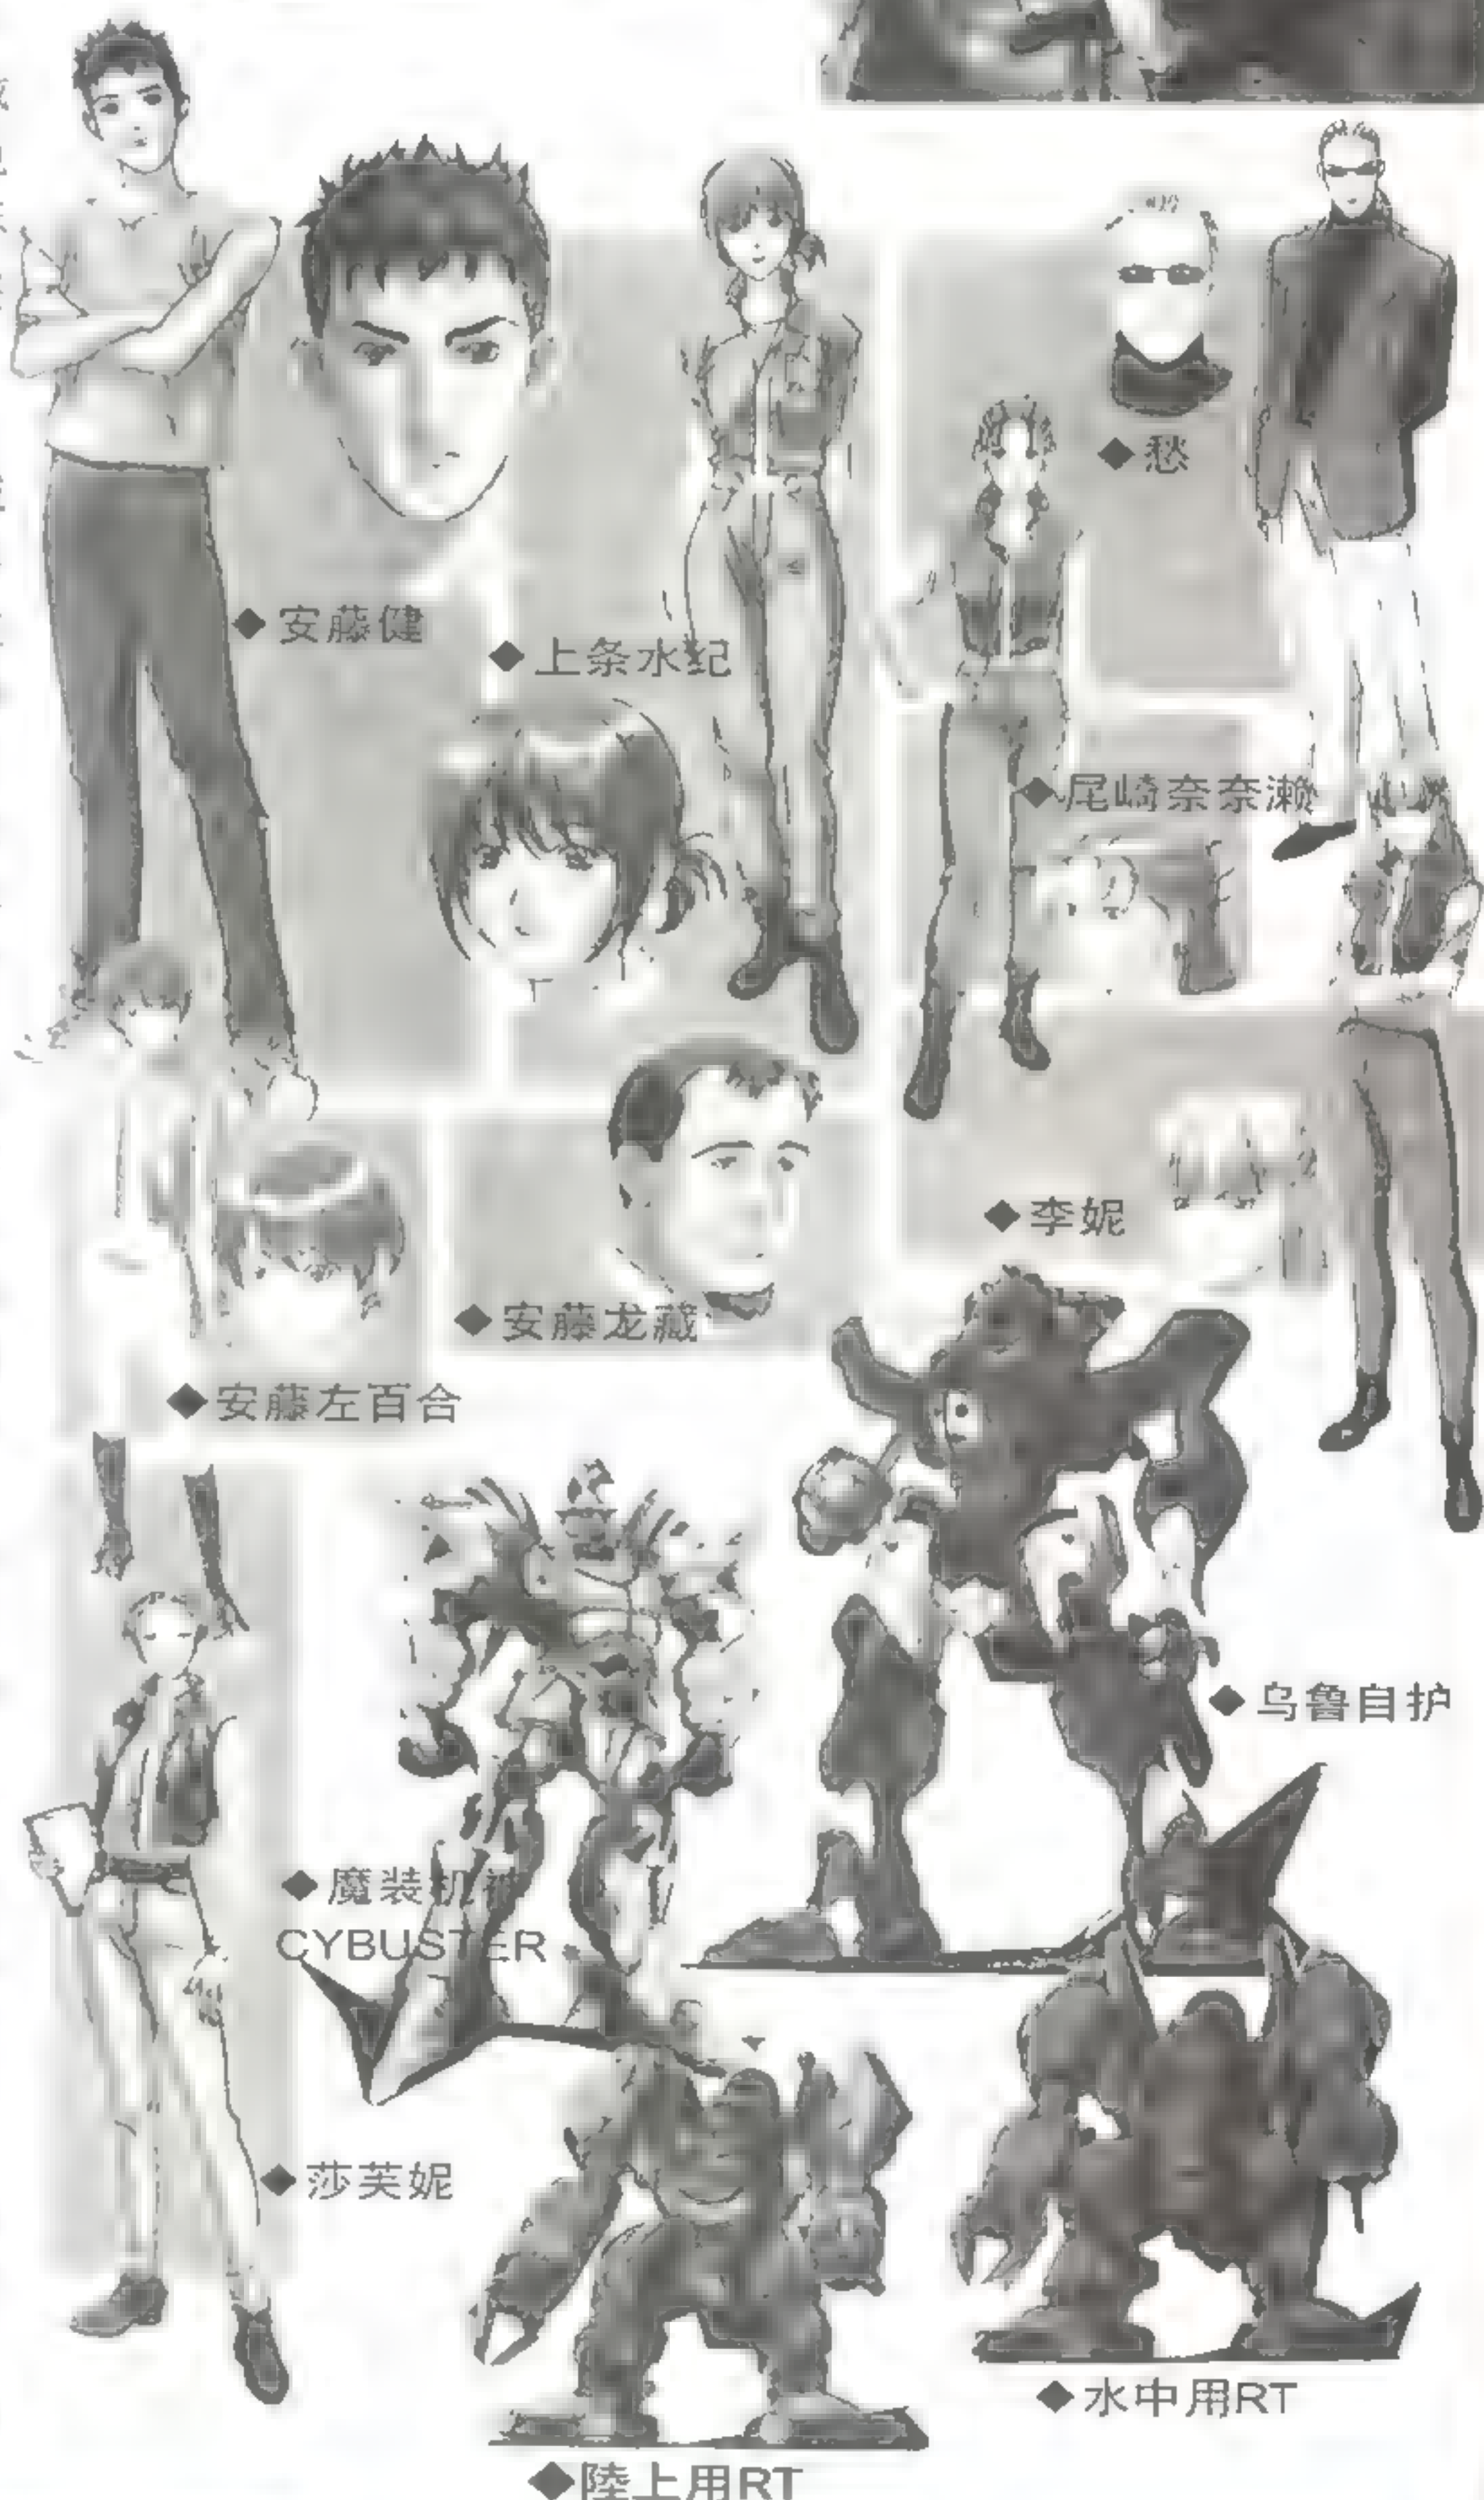 ◆安藤健
◆上条水纪
◆愁
◆尾崎奈奈濑
◆李妮
◆安藤龙藏
◆安藤左百合
◆乌鲁自护
◆魔装机神
CYBUSTER
◆莎芙妮
◆水中用RT
◆陸上用RT